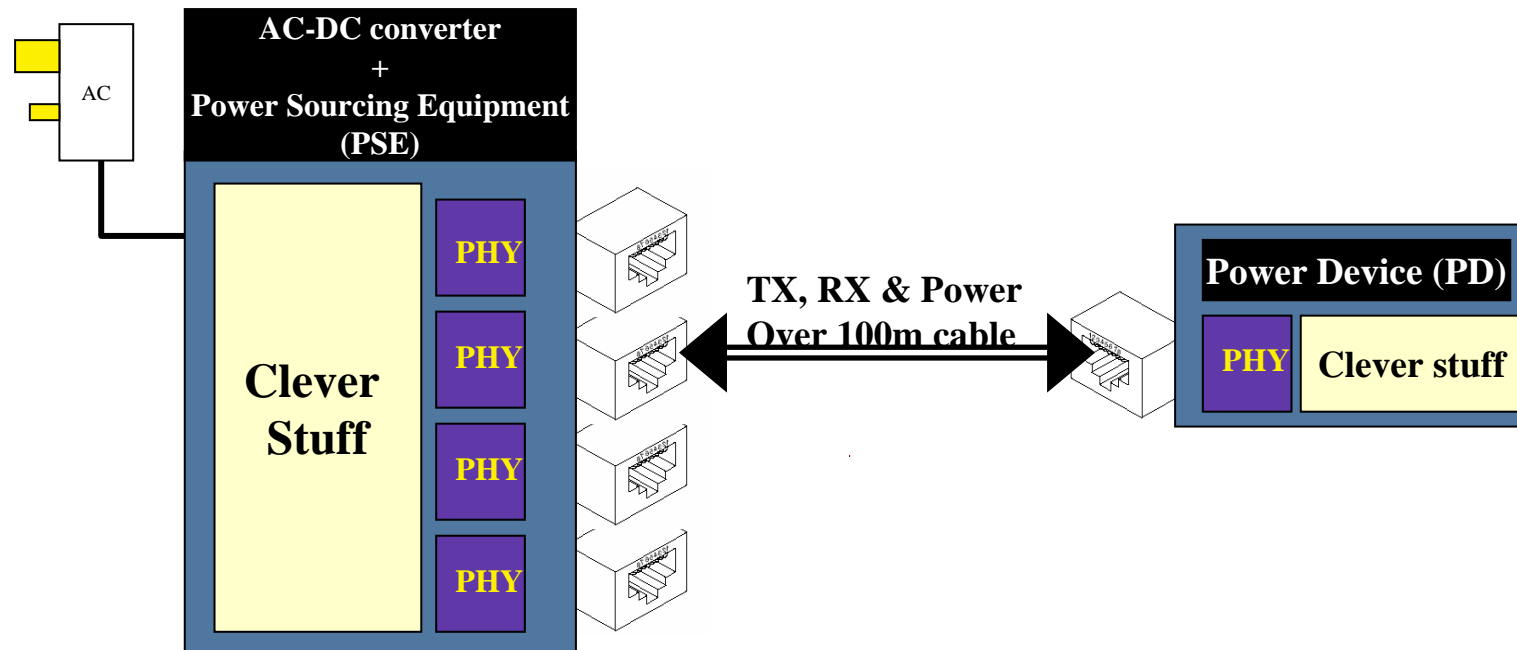 AC
AC-DC converter
+
Power Sourcing Equipment
(PSE)
Clever
Stuff
PHY
PHY
PHY
PHY
TX, RX & Power
Over 100m cable
Power Device (PD)
PHY
Clever stuff